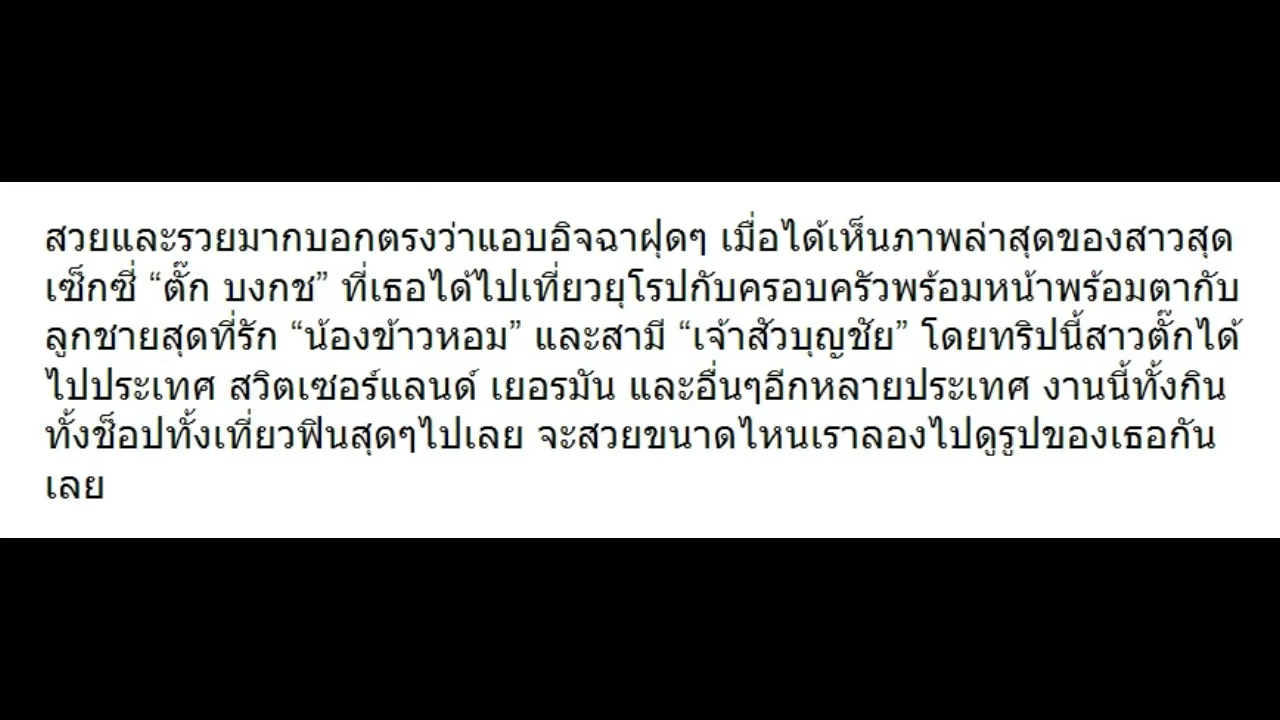 สวยและรวยมากบอกตรงว่าแอบอิจฉาฝุดๆ เมื่อได้เห็นภาพล่าสุดของสาวสุด
เซ็กซี่ “ตั๊ก บงกช” ที่เธอได้ไปเที่ยวยุโรปกับครอบครัวพร้อมหน้าพร้อมตากับ
ลูกชายสุดที่รัก “น้องข้าวหอม” และสามี “เจ้าสัวบุญชัย” โดยทริปนี้สาวตั๊กได้
ไปประเทศ สวิตเซอร์แลนด์ เยอรมัน และอื่นๆอีกหลายประเทศ งานนี้ทั้งกิน
ทั้งช็อปทั้งเที่ยวฟินสุดๆไปเลย จะสวยขนาดไหนเราลองไปดูรูปของเธอกัน
เลย